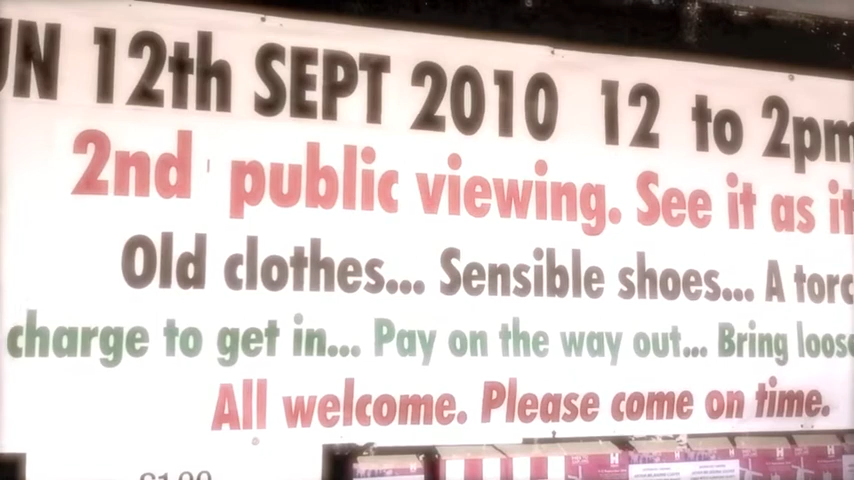 UN 12th SEPT 2010 12 to 2pm
2nd public viewing. See it as it
Old clothes... Sensible shoes... A torc
charge to get in... Pay on the way out... Bring loose
All welcome. Please come on time.